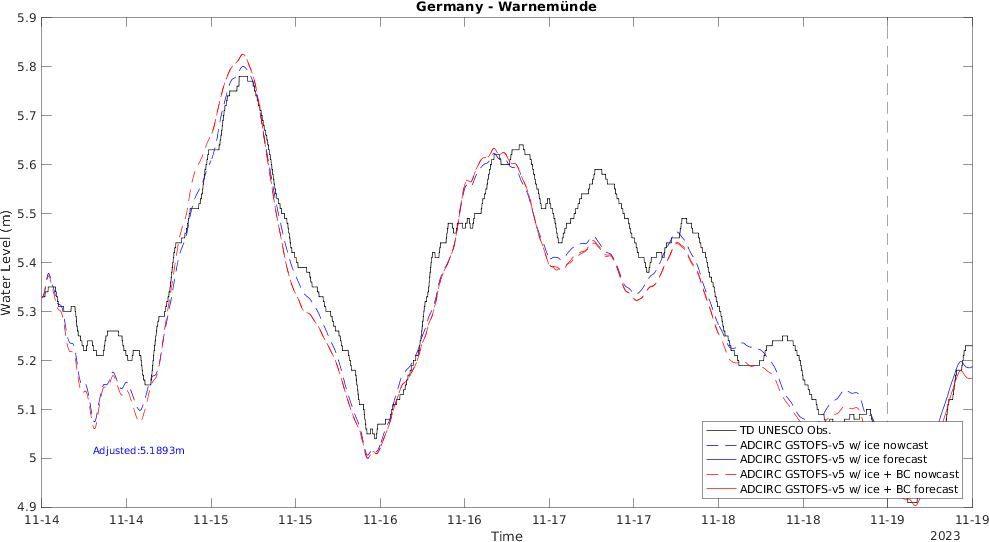 Germany - Warnemünde
5.9
5.8
5.7
5.6
5.5
5.4
5.3
5.2
5.1
5
4.9
Water Level (m)
Adjusted:5.1893m
TD UNESCO Obs.
ADCIRC GSTOFS-v5 w/ ice nowcast
ADCIRC GSTOFS-v5 w/ ice forecast
ADCIRC GSTOFS-v5 w/ ice + BC nowcast
ADCIRC GSTOFS-v5 w/ ice + BC forecast
11-14 11-14 11-15 11-15 11-16 11-16 11-17 11-17 11-18 11-18 11-19 11-19
Time
2023